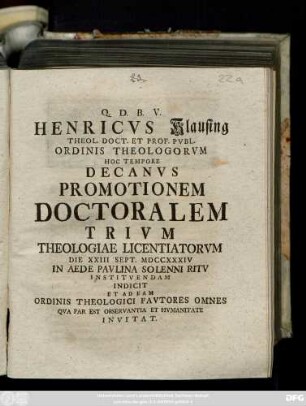 22a
Q. D. B. V.
HENRICVS Klausing
THEOL. DOCT. ET PROF. PVBL.
ORDINIS THEOLOGORVM
HOC TEMPORE
DECANVS
PROMOTIONEM
DOCTORALEM
TRIVM
THEOLOGIAE LICENTIATORVM
DIE XXIII SEPT. MDCCXXXIV
IN AEDE PAVLINA SOLENNI RITV
INSTITVENDAM
INDICIT
ET AD EAM
ORDINIS THEOLOGICI FAVTORES OMNES
QVA PAR EST OBSERVANTIA ET HVMANITATE
INVITAT.